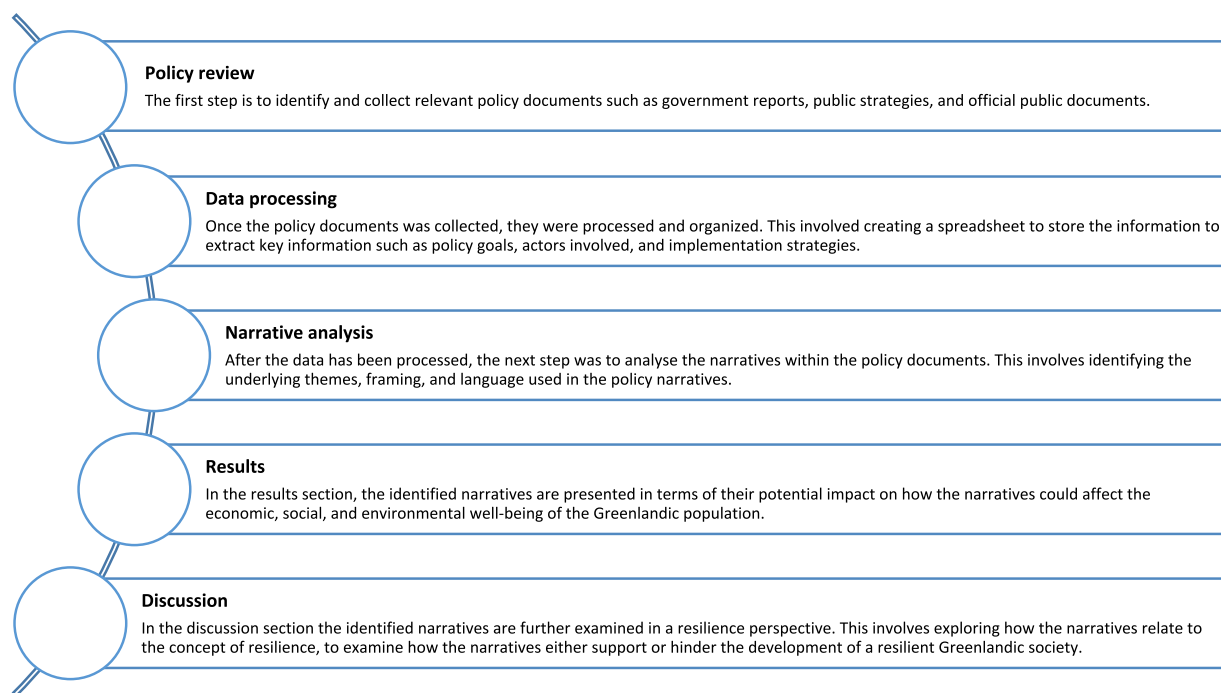 Policy review
The first step is to identify and collect relevant policy documents such as government reports, public strategies, and official public documents.
Data processing
Once the policy documents was collected, they were processed and organized. This involved creating a spreadsheet to store the information to
extract key information such as policy goals, actors involved, and implementation strategies.
Narrative analysis
After the data has been processed, the next step was to analyse the narratives within the policy documents. This involves identifying the
underlying themes, framing, and language used in the policy narratives.
Results
In the results section, the identified narratives are presented in terms of their potential impact on how the narratives could affect the
economic, social, and environmental well-being of the Greenlandic population.
Discussion
In the discussion section the identified narratives are further examined in a resilience perspective. This involves exploring how the narratives relate to
the concept of resilience, to examine how the narratives either support or hinder the development of a resilient Greenlandic society.